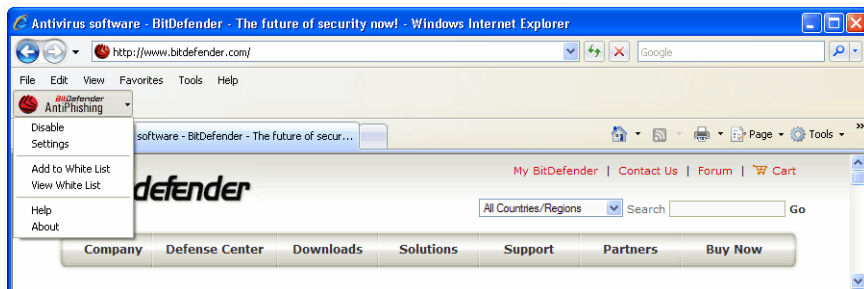 Antivirus software - BitDefender - The future of security now! - Windows Internet Explorer
http://www.bitdefender.com/
Google
File Edit View Favorites Tools Help
BitDefender
AntiPhishing
software - BitDefender - The future of secur...
Page Tools »
Disable
Settings
Add to White List
View White List
Help
About
defender
My BitDefender | Contact Us | Forum | Cart
All Countries/Regions Search Go
Company Defense Center Downloads Solutions Support Partners Buy Now